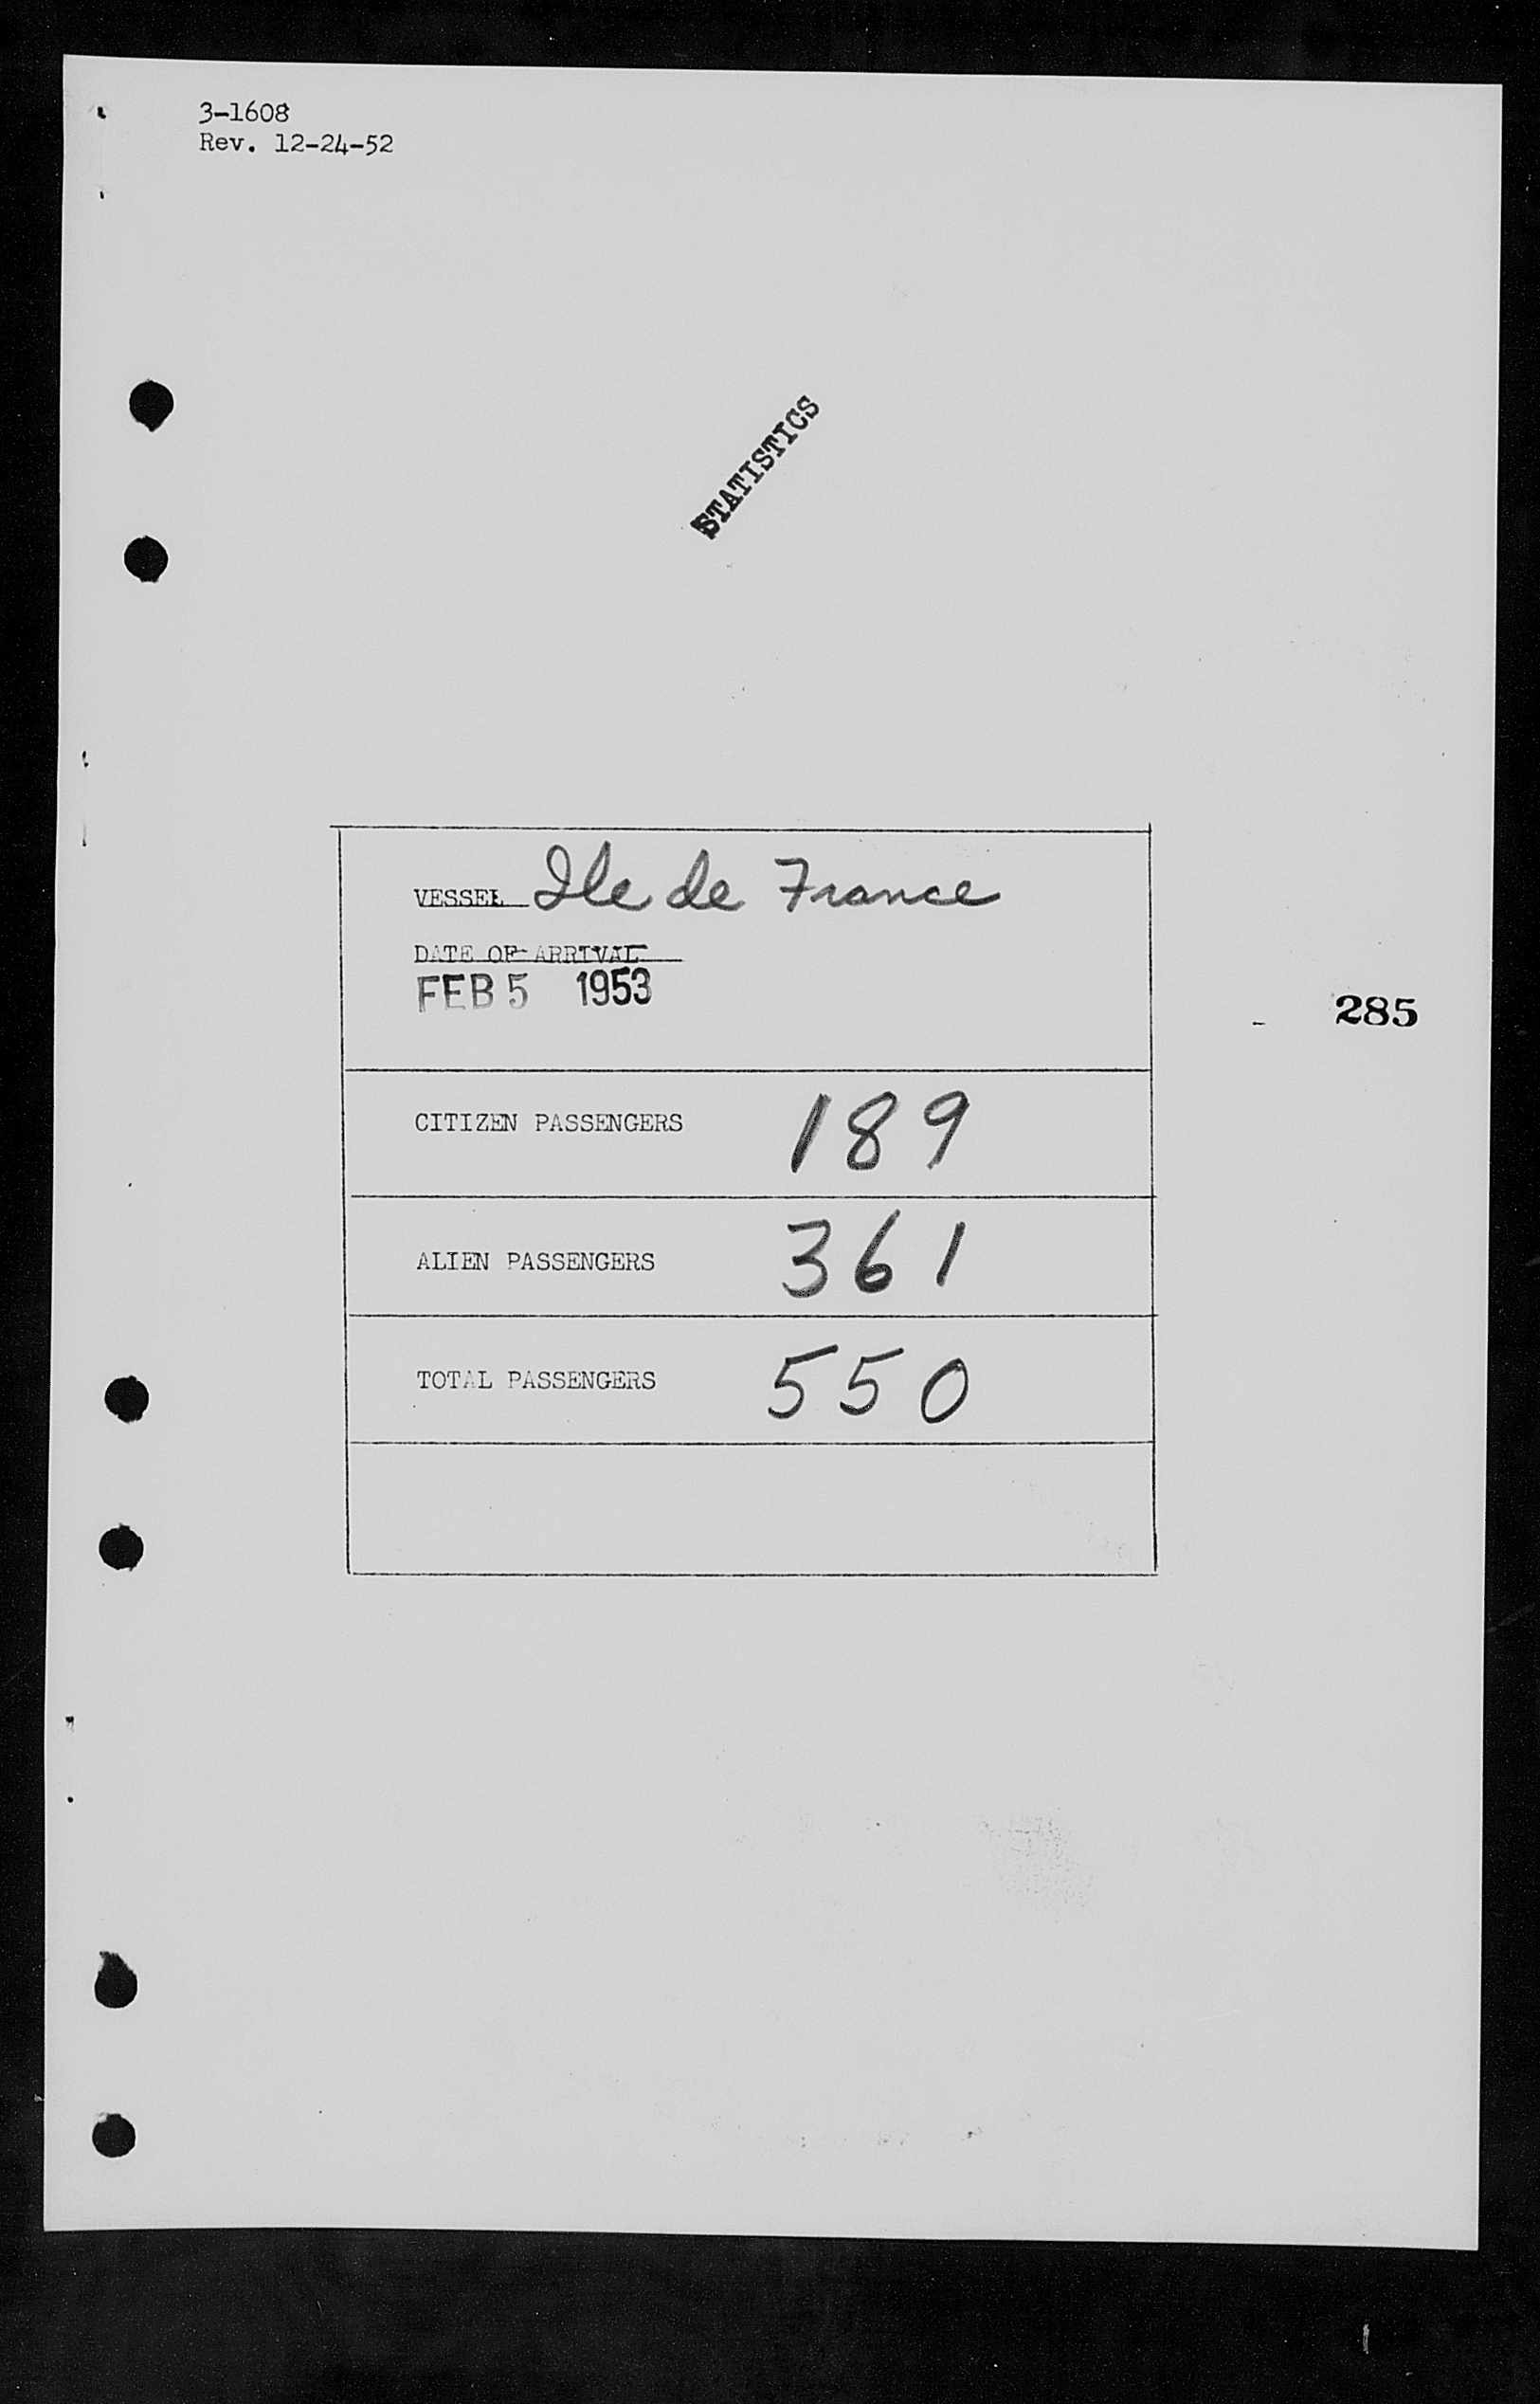 3-1608
Rev. 12-24-52
STATISTICS
VESSEL Ile de France
DATE OF ARRIVAL
FEB 5 1953
285
CITIZEN PASSENGERS 189
ALIEN PASSENGERS 361
TOTAL PASSENGERS 550